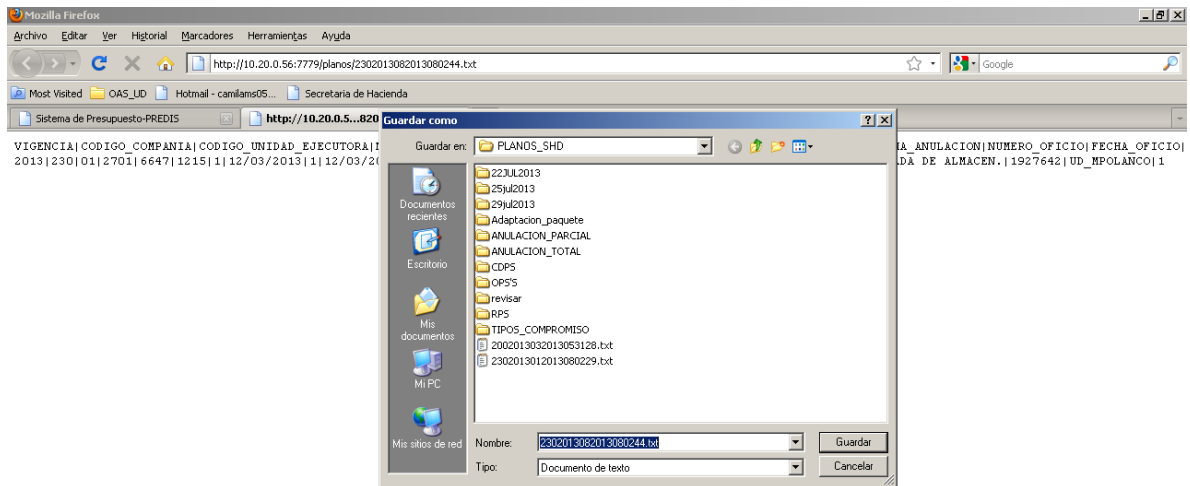 Mozilla Firefox
Archivo Editar Ver Historial Marcadores Herramientas Ayuda
http://10.20.0.56:7779/planos/2302013082013080244.txt
Google
Most Visited OAS_UD Hotmail - camilams05... Secretaria de Hacienda
Sistema de Presupuesto-PREDIS http://10.20.0.5...820
Guardar como
VIGENCIA|CODIGO_COMPANIA|CODIGO_UNIDAD_EJECUTORA|
_ANULACION|NUMERO_OFICIO|FECHA_OFICIO|
2013|230|01|2701|6647|1215|1|12/03/2013|1|12/03/20
DA DE ALMACEN.|1927642|UD_MPOLANCO|1
Guardar en: PLANOS_SHD
Documentos recientes
Escritorio
Mis documentos
Mi PC
Mis sitios de red
22JUL2013
25jul2013
29jul2013
Adaptacion_paquete
ANULACION_PARCIAL
ANULACION_TOTAL
CDPS
OPS'S
revisar
RPS
TIPOS_COMPROMISO
2002013032013053128.txt
2302013012013080229.txt
Nombre: 2302013082013080244.txt Guardar
Tipo: Documento de texto Cancelar